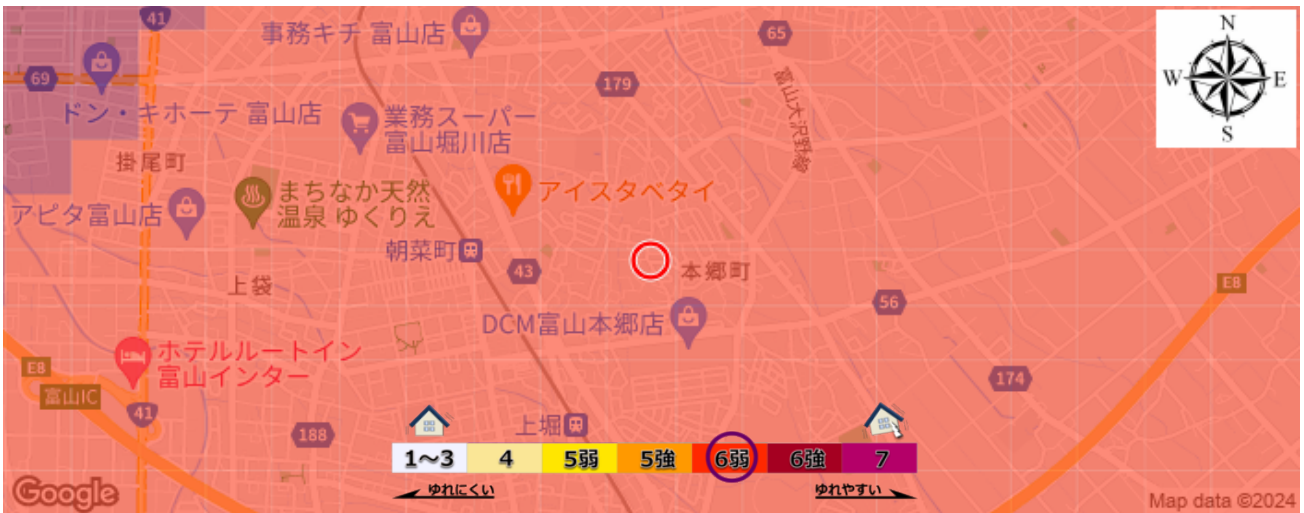 41
事務キチ 富山店
65
N
W
E
S
69
179
ドン・キホーテ 富山店
業務スーパー
富山堀川店
富山大沢野線
掛尾町
まちなか天然
温泉 ゆくりえ
アイスタベタイ
アピタ富山店
朝菜町
43
本郷町
上袋
E8
56
DCM富山本郷店
ホテルルートイン
富山インター
E8
富山IC
41
174
188
上堀
1～3
4
5弱
5強
6弱
6強
7
ゆれにくい
ゆれやすい
Google
Map data ©2024